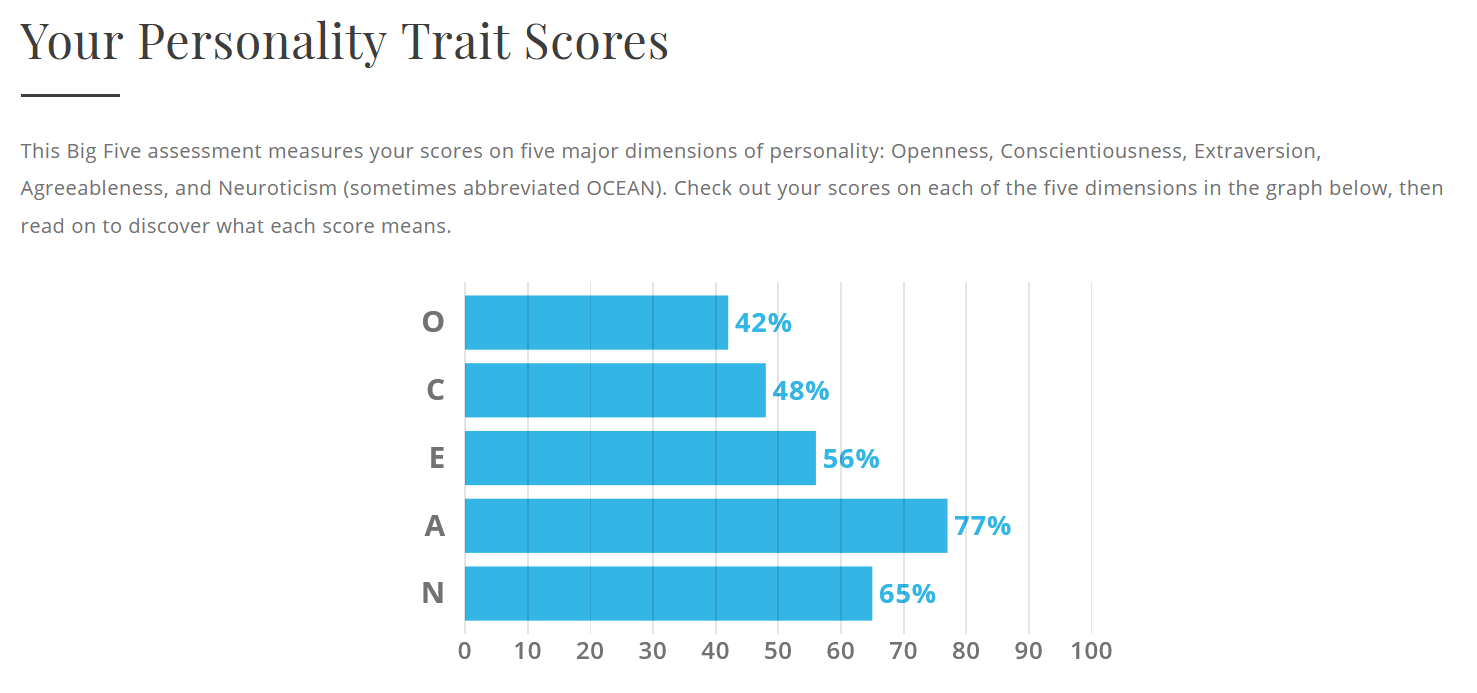 Your Personality Trait Scores
This Big Five assessment measures your scores on five major dimensions of personality: Openness, Conscientiousness, Extraversion,
Agreeableness, and Neuroticism (sometimes abbreviated OCEAN). Check out your scores on each of the five dimensions in the graph below, then
read on to discover what each score means.
O 42%
C 48%
E 56%
A 77%
N 65%
0 10 20 30 40 50 60 70 80 90 100